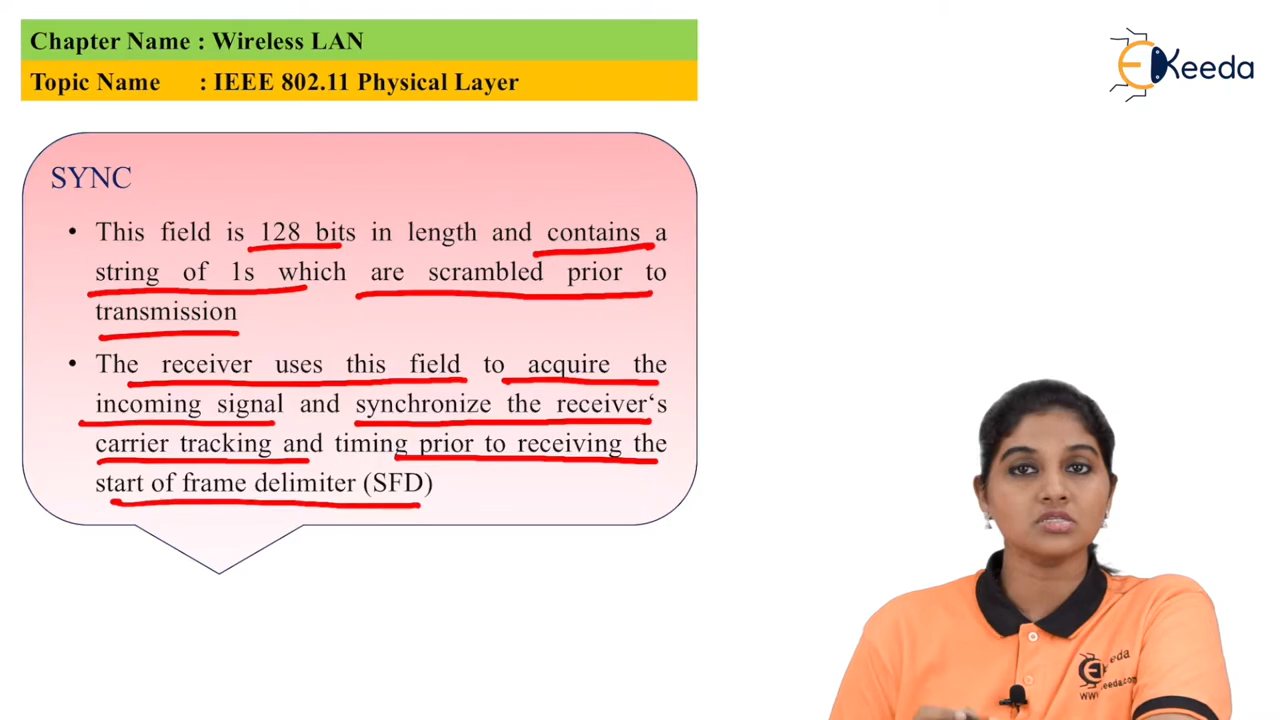 Chapter Name : Wireless LAN
Topic Name : IEEE 802.11 Physical Layer
EKeeda
SYNC
• This field is 128 bits in length and contains a
string of 1s which are scrambled prior to
transmission
• The receiver uses this field to acquire the
incoming signal and synchronize the receiver‘s
carrier tracking and timing prior to receiving the
start of frame delimiter (SFD)